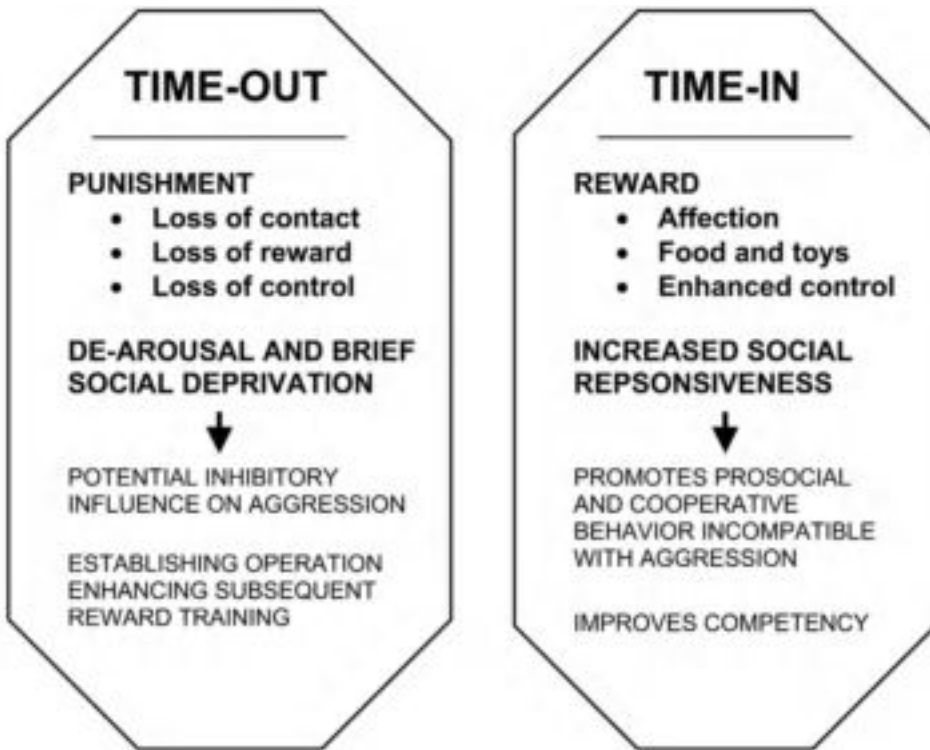 TIME-OUT
PUNISHMENT
• Loss of contact
• Loss of reward
• Loss of control
DE-AROUSAL AND BRIEF
SOCIAL DEPRIVATION
POTENTIAL INHIBITORY
INFLUENCE ON AGGRESSION
ESTABLISHING OPERATION
ENHANCING SUBSEQUENT
REWARD TRAINING
TIME-IN
REWARD
• Affection
• Food and toys
• Enhanced control
INCREASED SOCIAL
REPSONSIVENESS
PROMOTES PROSOCIAL
AND COOPERATIVE
BEHAVIOR INCOMPATIBLE
WITH AGGRESSION
IMPROVES COMPETENCY